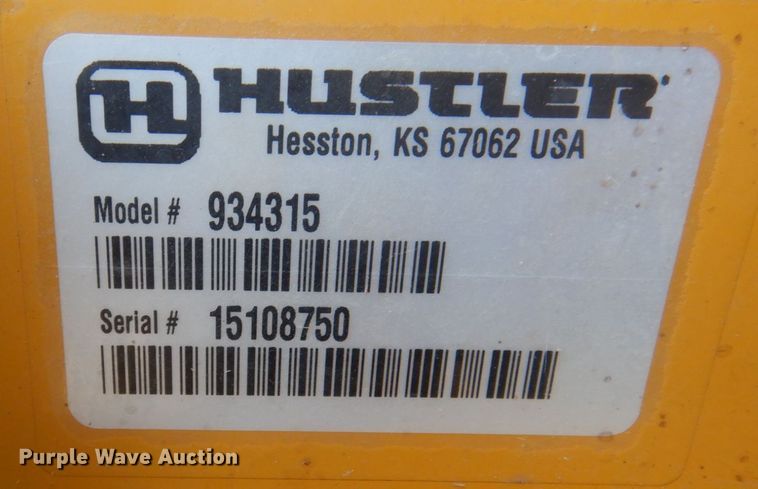 H HUSTLER
Hesston, KS 67062 USA
Model # 934315
Serial # 15108750
Purple Wave Auction